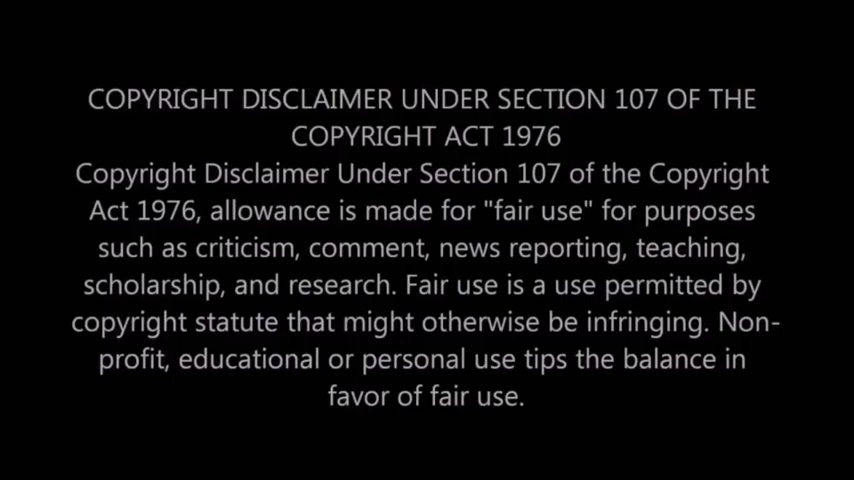 COPYRIGHT DISCLAIMER UNDER SECTION 107 OF THE
COPYRIGHT ACT 1976
Copyright Disclaimer Under Section 107 of the Copyright
Act 1976, allowance is made for "fair use" for purposes
such as criticism, comment, news reporting, teaching,
scholarship, and research. Fair use is a use permitted by
copyright statute that might otherwise be infringing. Non-
profit, educational or personal use tips the balance in
favor of fair use.